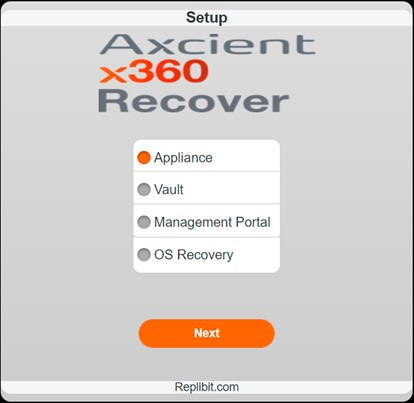 Setup
Axcient
x360
Recover
Appliance
Vault
Management Portal
OS Recovery
Next
Replibit.com